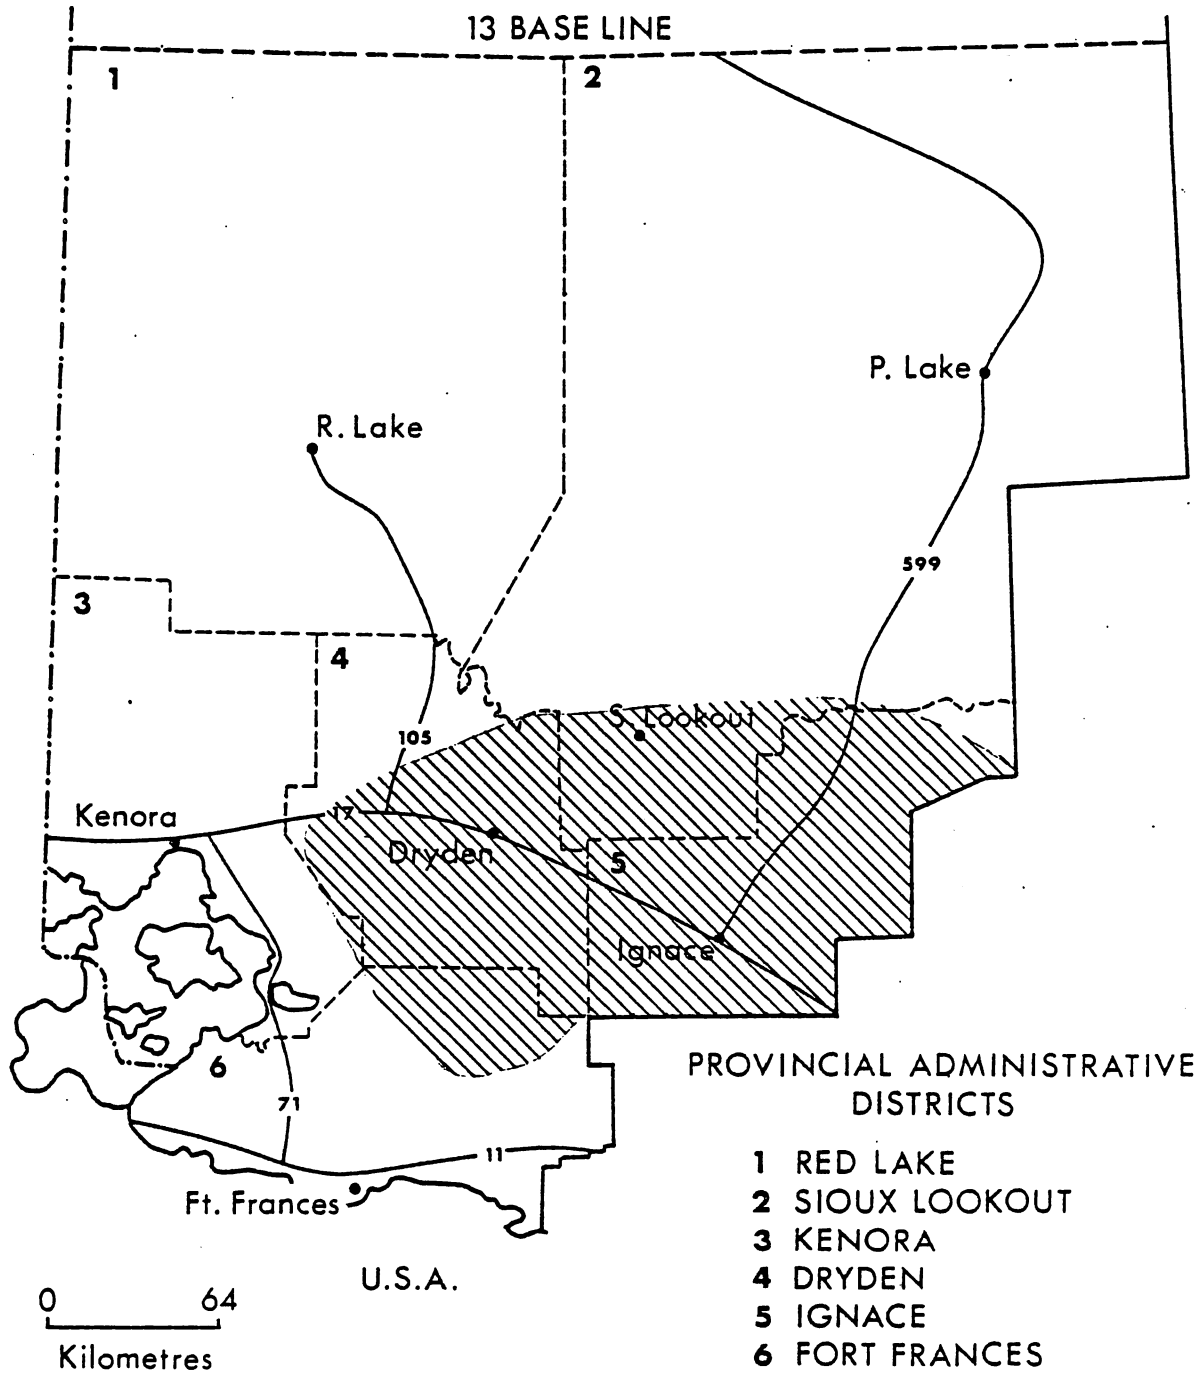 13 BASE LINE
1
2
P. Lake
R. Lake
599
3
4
S. Lookout
105
Kenora
17
Dryden
5
Ignace
6
71
11
Ft. Frances
U.S.A.
0 64
Kilometres
PROVINCIAL ADMINISTRATIVE
DISTRICTS
1 RED LAKE
2 SIOUX LOOKOUT
3 KENORA
4 DRYDEN
5 IGNACE
6 FORT FRANCES